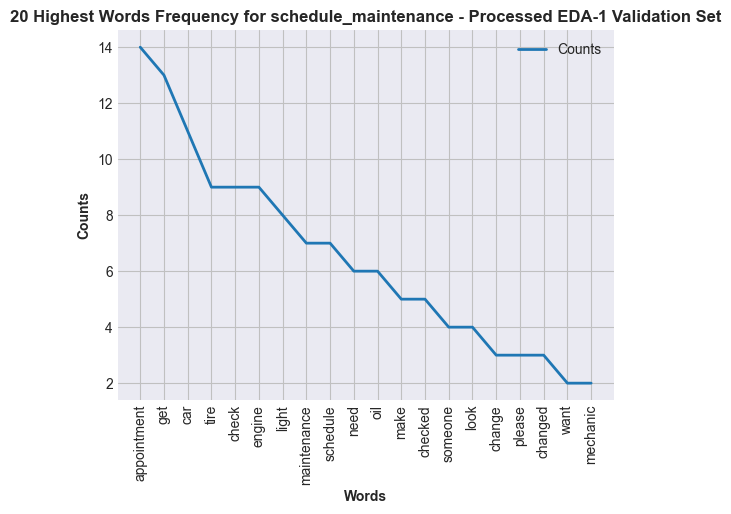 20 Highest Words Frequency for schedule_maintenance - Processed EDA-1 Validation Set
Counts
14
12
10
8
6
4
2
Counts
appointment
get
car
tire
check
engine
light
maintenance
schedule
need
oil
make
checked
someone
look
change
please
changed
want
mechanic
Words